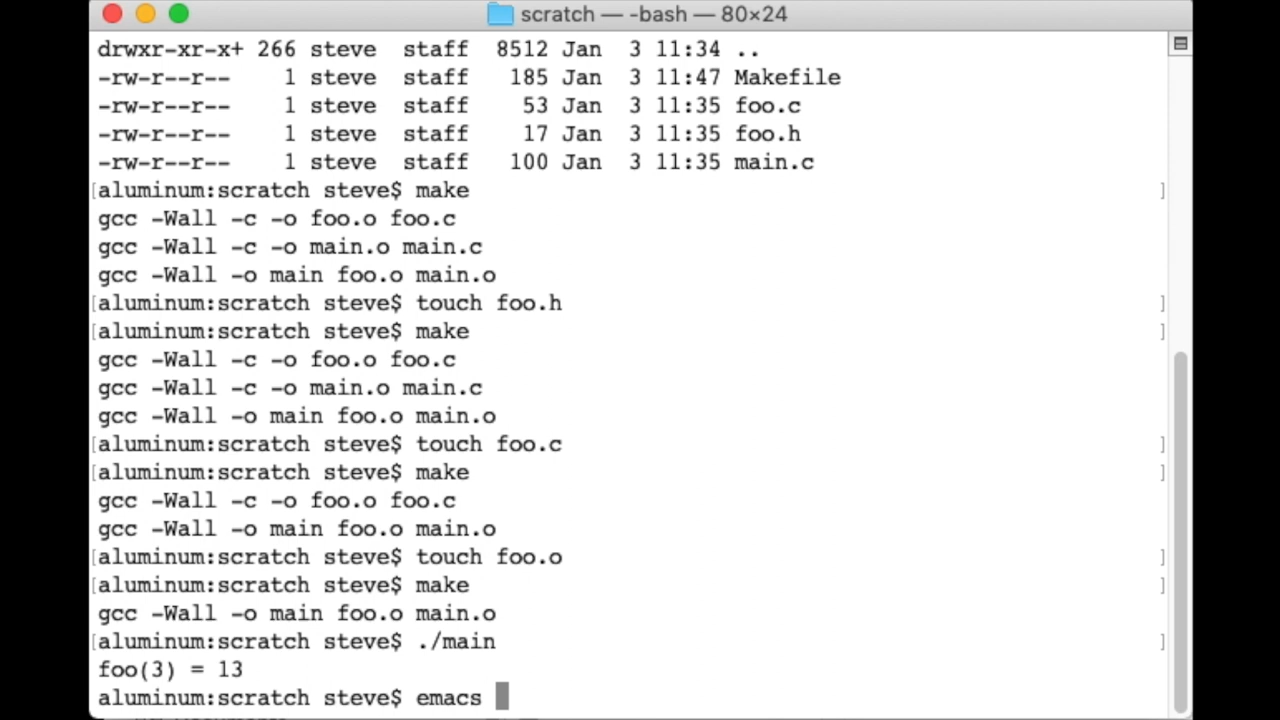 scratch — -bash — 80×24
drwxr-xr-x+ 266 steve  staff  8512 Jan  3 11:34 ..
-rw-r--r--    1 steve  staff   185 Jan  3 11:47 Makefile
-rw-r--r--    1 steve  staff    53 Jan  3 11:35 foo.c
-rw-r--r--    1 steve  staff    17 Jan  3 11:35 foo.h
-rw-r--r--    1 steve  staff   100 Jan  3 11:35 main.c
[aluminum:scratch steve$ make ]
gcc -Wall -c -o foo.o foo.c
gcc -Wall -c -o main.o main.c
gcc -Wall -o main foo.o main.o
[aluminum:scratch steve$ touch foo.h ]
[aluminum:scratch steve$ make ]
gcc -Wall -c -o foo.o foo.c
gcc -Wall -c -o main.o main.c
gcc -Wall -o main foo.o main.o
[aluminum:scratch steve$ touch foo.c ]
[aluminum:scratch steve$ make ]
gcc -Wall -c -o foo.o foo.c
gcc -Wall -o main foo.o main.o
[aluminum:scratch steve$ touch foo.o ]
[aluminum:scratch steve$ make ]
gcc -Wall -o main foo.o main.o
[aluminum:scratch steve$ ./main ]
foo(3) = 13
aluminum:scratch steve$ emacs